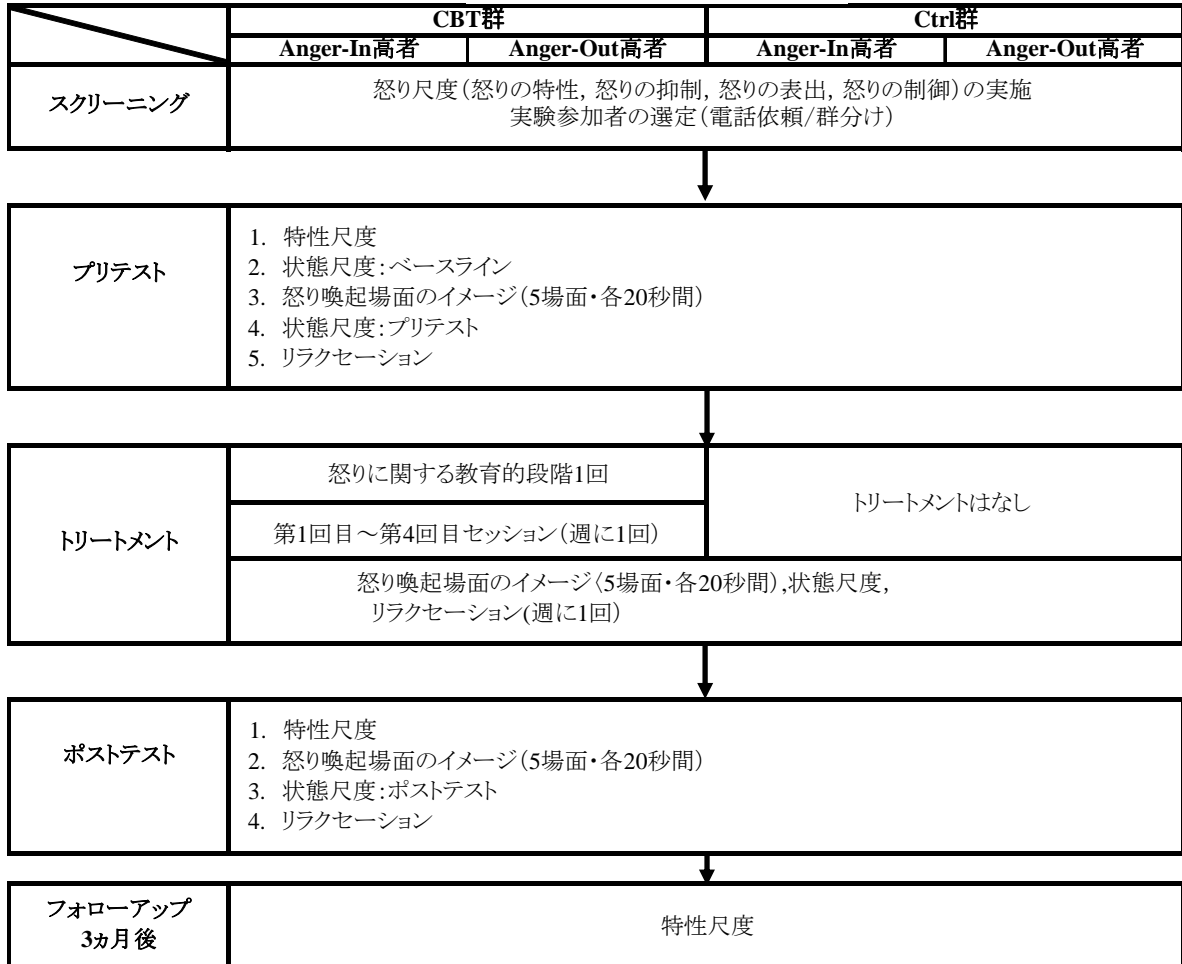 CBT群 Ctrl群
Anger-In高者 Anger-Out高者 Anger-In高者 Anger-Out高者
スクリーニング
怒り尺度(怒りの特性, 怒りの抑制, 怒りの表出, 怒りの制御)の実施
実験参加者の選定(電話依頼/群分け)
プリテスト
1. 特性尺度
2. 状態尺度:ベースライン
3. 怒り喚起場面のイメージ(5場面・各20秒間)
4. 状態尺度:プリテスト
5. リラクセーション
トリートメント
怒りに関する教育的段階1回
第1回目～第4回目セッション(週に1回)
トリートメントはなし
怒り喚起場面のイメージ〈5場面・各20秒間),状態尺度,
リラクセーション(週に1回)
ポストテスト
1. 特性尺度
2. 怒り喚起場面のイメージ(5場面・各20秒間)
3. 状態尺度:ポストテスト
4. リラクセーション
フォローアップ
3ヵ月後
特性尺度